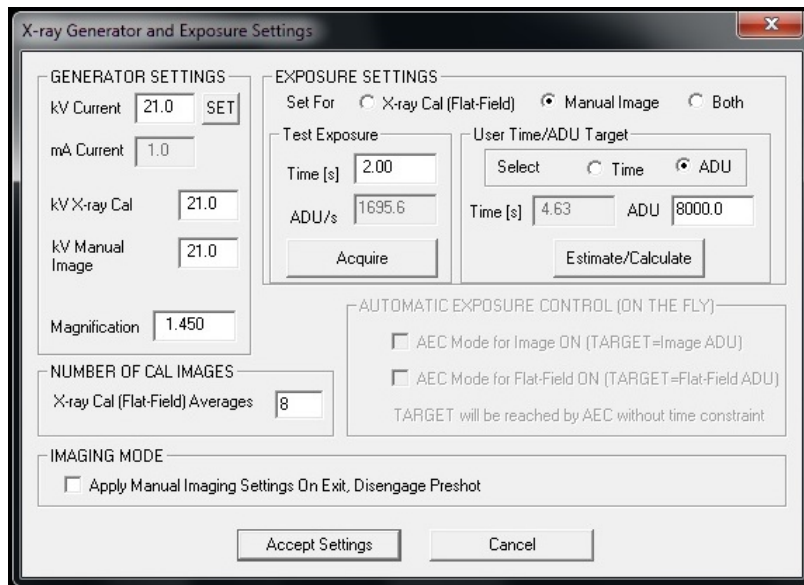 X-ray Generator and Exposure Settings
GENERATOR SETTINGS
kV Current 21.0 SET
mA Current 1.0
kV X-ray Cal 21.0
kV Manual Image 21.0
Magnification 1.450
EXPOSURE SETTINGS
Set For X-ray Cal (Flat-Field) Manual Image Both
Test Exposure
Time [s] 2.00
ADU/s 1695.6
Acquire
User Time/ADU Target
Select Time ADU
Time [s] 4.63 ADU 8000.0
Estimate/Calculate
AUTOMATIC EXPOSURE CONTROL (ON THE FLY)
AEC Mode for Image ON (TARGET=Image ADU)
AEC Mode for Flat-Field ON (TARGET=Flat-Field ADU)
TARGET will be reached by AEC without time constraint
NUMBER OF CAL IMAGES
X-ray Cal (Flat-Field) Averages 8
IMAGING MODE
Apply Manual Imaging Settings On Exit, Disengage Preshot
Accept Settings Cancel